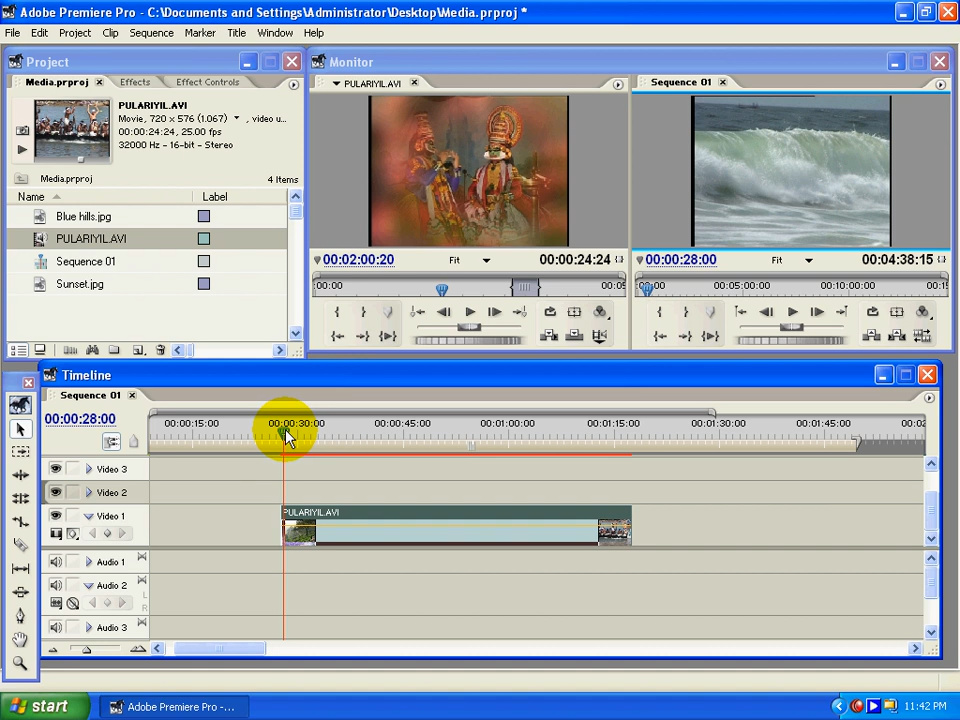 Adobe Premiere Pro - C:\Documents and Settings\Administrator\Desktop\Media.prproj *
File Edit Project Clip Sequence Marker Title Window Help
Project
Media.prproj Effects Effect Controls
PULARIYIL.AVI
Movie, 720 x 576 (1.067) , video u...
00:00:24:24, 25.00 fps
32000 Hz - 16-bit - Stereo
Media.prproj 4 Items
Name Label
Blue hills.jpg
PULARIYIL.AVI
Sequence 01
Sunset.jpg
Monitor
PULARIYIL.AVI
00:02:00:20 Fit 00:00:24:24
:00:00
Sequence 01
00:00:28:00 Fit 00:04:38:15
00:05:00:00 00:10:00:00
Timeline
Sequence 01
00:00:28:00
00:00:15:00 00:00:30:00 00:00:45:00 00:01:00:00 00:01:15:00 00:01:30:00 00:01:45:00
Video 3
Video 2
PULARIYIL.AVI
Video 1
Audio 1
Audio 2
L
R
Audio 3
start Adobe Premiere Pro -... 11:42 PM